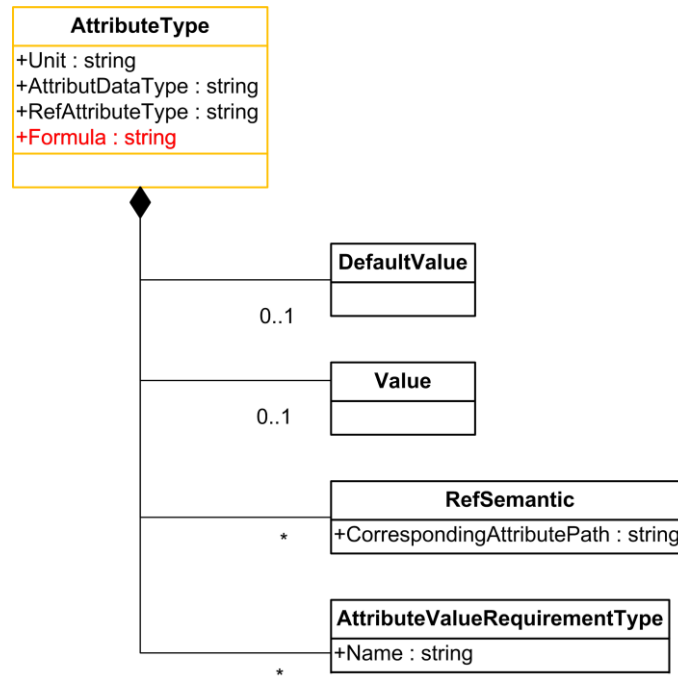 AttributeType
+Unit : string
+AttributDataType : string
+RefAttributeType : string
+Formula : string
DefaultValue
0..1
Value
0..1
RefSemantic
+CorrespondingAttributePath : string
*
AttributeValueRequirementType
+Name : string
*